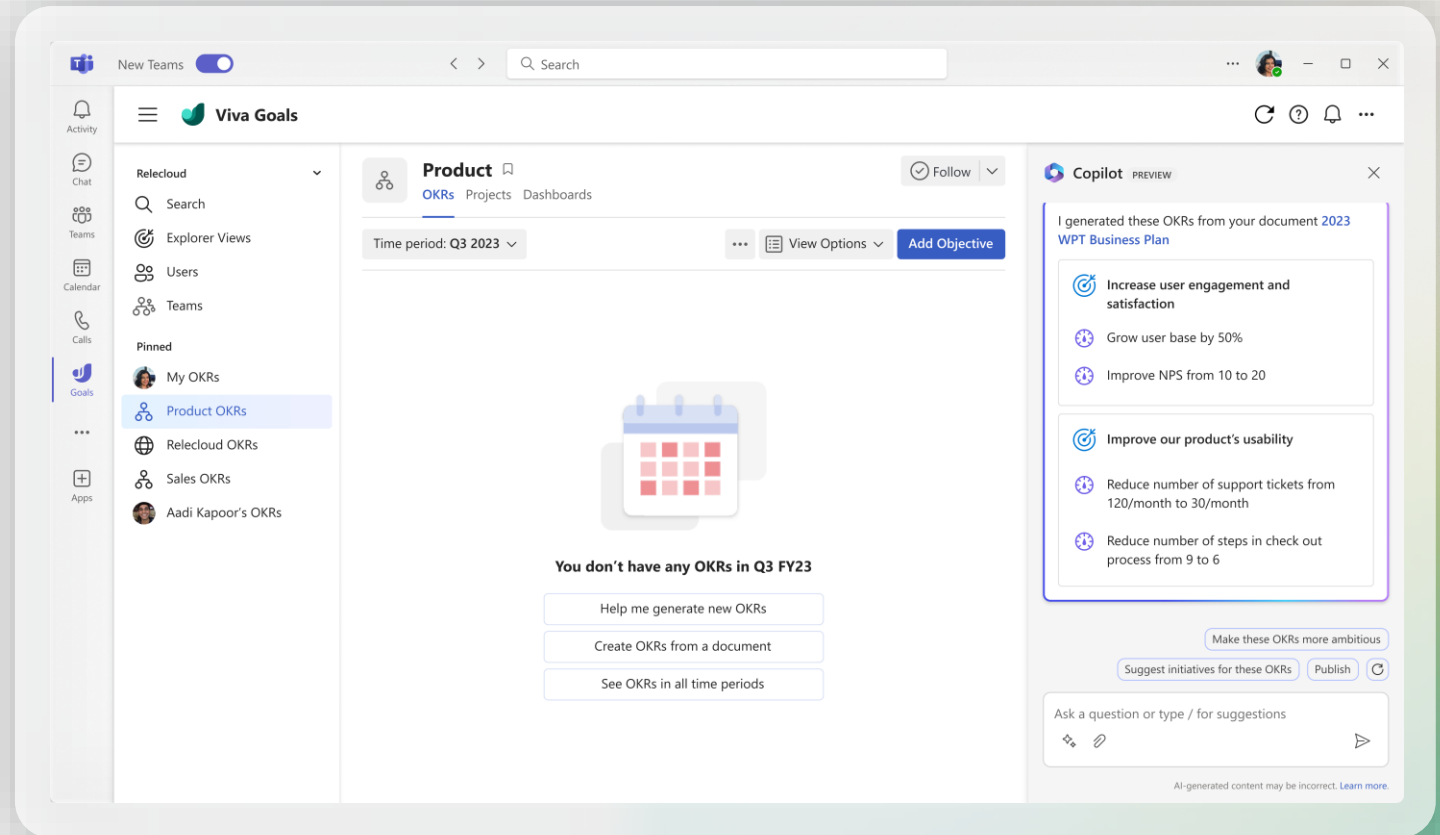 New Teams
Search
Activity
Chat
Teams
Calendar
Calls
Goals
Apps
Viva Goals
Relecloud
Search
Explorer Views
Users
Teams
Pinned
My OKRs
Product OKRs
Relecloud OKRs
Sales OKRs
Aadi Kapoor’s OKRs
Product
Follow
OKRs Projects Dashboards
Time period: Q3 2023
View Options
Add Objective
You don’t have any OKRs in Q3 FY23
Help me generate new OKRs
Create OKRs from a document
See OKRs in all time periods
Copilot PREVIEW
I generated these OKRs from your document 2023
WPT Business Plan
Increase user engagement and
satisfaction
Grow user base by 50%
Improve NPS from 10 to 20
Improve our product’s usability
Reduce number of support tickets from
120/month to 30/month
Reduce number of steps in check out
process from 9 to 6
Make these OKRs more ambitious
Suggest initiatives for these OKRs
Publish
Ask a question or type / for suggestions
AI-generated content may be incorrect. Learn more.